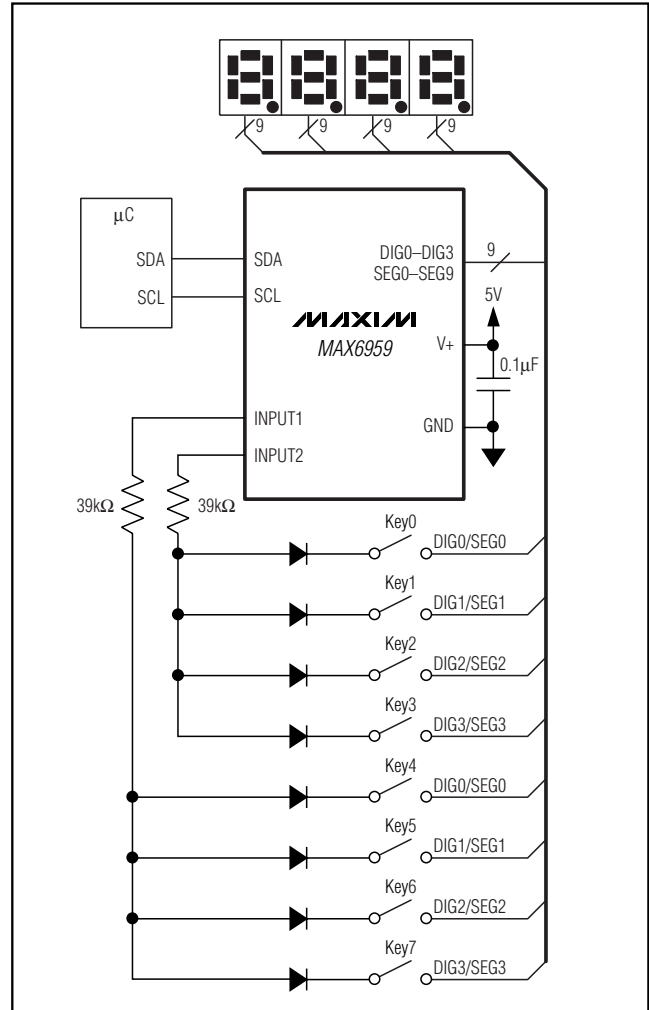 9 9 9 9
µC
SDA
SCL
SDA
SCL
DIG0–DIG3
SEG0–SEG9
9
5V
MAXIM
MAX6959
V+
0.1µF
GND
INPUT1
INPUT2
39kΩ
39kΩ
Key0
DIG0/SEG0
Key1
DIG1/SEG1
Key2
DIG2/SEG2
Key3
DIG3/SEG3
Key4
DIG0/SEG0
Key5
DIG1/SEG1
Key6
DIG2/SEG2
Key7
DIG3/SEG3